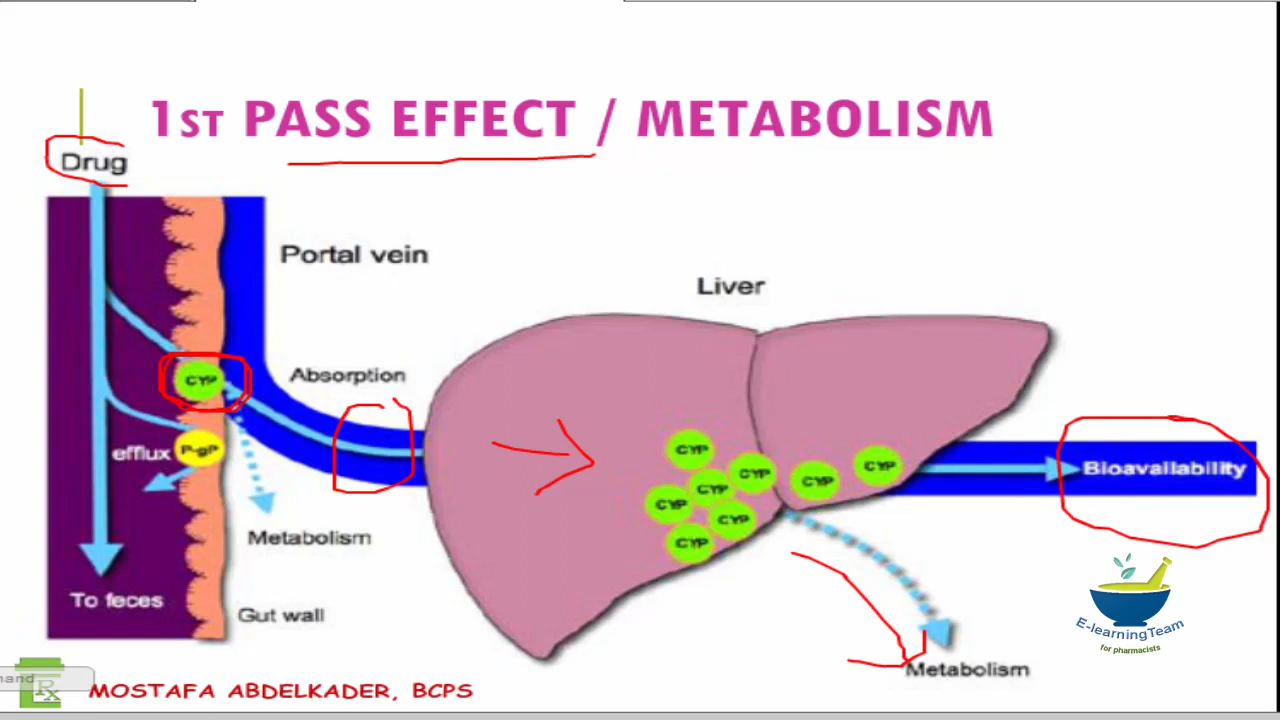 1ST PASS EFFECT / METABOLISM
Drug
Portal vein
Liver
CYP
Absorption
efflux P-gP
CYP
CYP
CYP
CYP
CYP
CYP
CYP
CYP
Bioavailability
Metabolism
To feces
Gut wall
E-learningTeam
for pharmacists
Metabolism
Rx
MOSTAFA ABDELKADER, BCPS